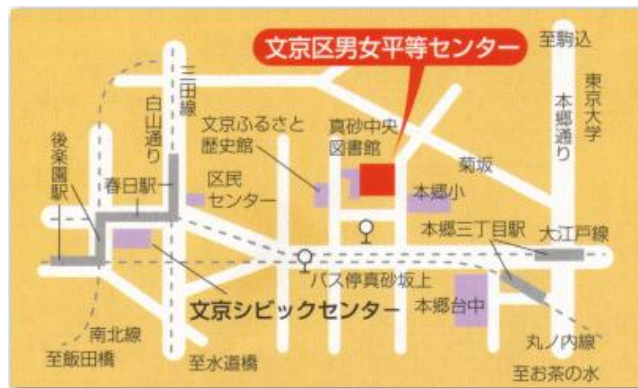 文京区男女平等センター
至駒込
東京大学
本郷通り
三田線
白山通り
文京ふるさと
歴史館
真砂中央
図書館
菊坂
後楽園駅
春日駅
区民
センター
本郷小
本郷三丁目駅
大江戸線
バス停真砂坂上
文京シビックセンター
本郷台中
南北線
至飯田橋
至水道橋
丸ノ内線
至お茶の水